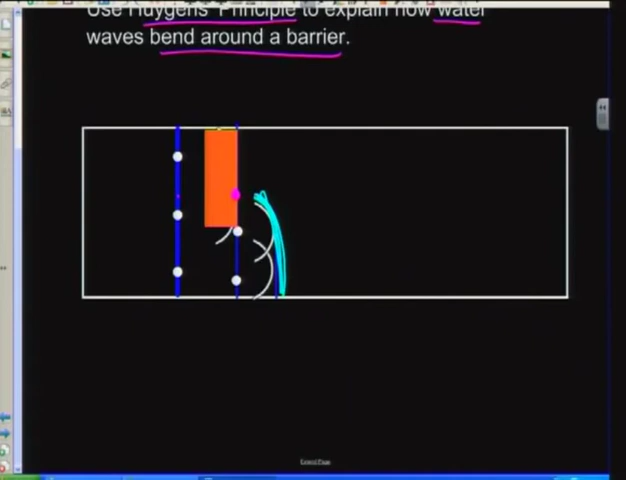 Use Huygens' Principle to explain how water
waves bend around a barrier.